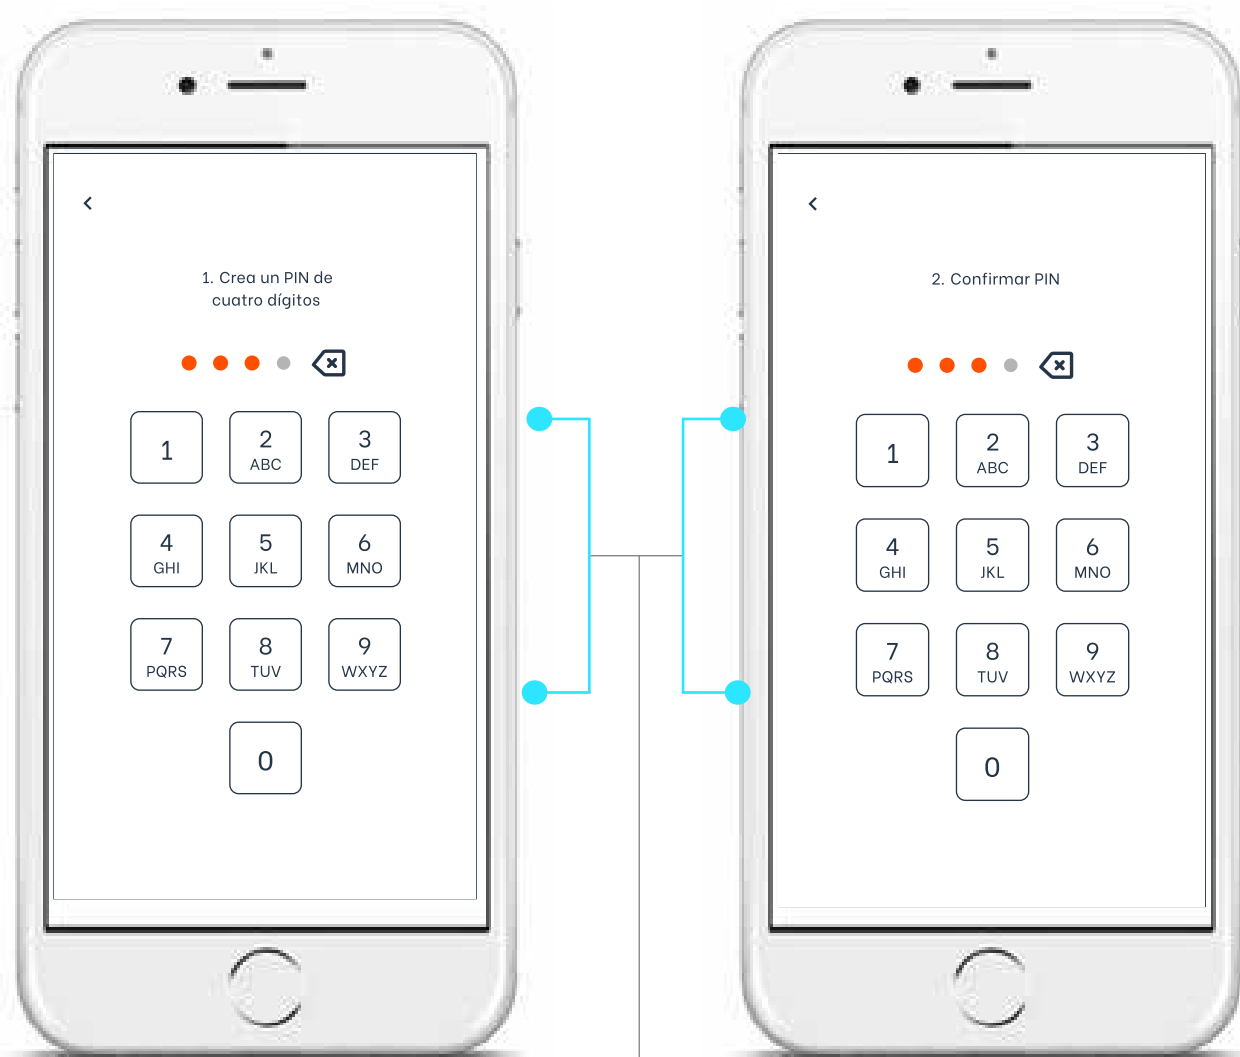 1. Crea un PIN de
cuatro dígitos
1
2
ABC
3
DEF
4
GHI
5
JKL
6
MNO
7
PQRS
8
TUV
9
WXYZ
0
2. Confirmar PIN
1
2
ABC
3
DEF
4
GHI
5
JKL
6
MNO
7
PQRS
8
TUV
9
WXYZ
0